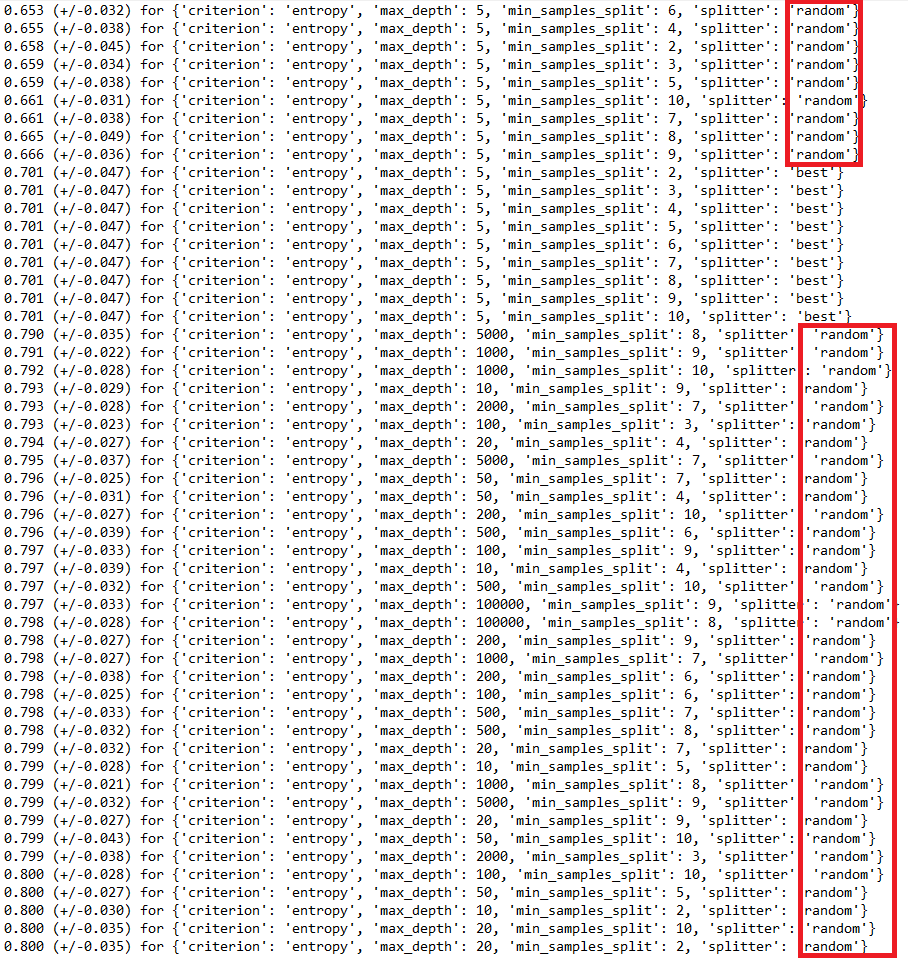 0.653 (+/-0.032) for {'criterion': 'entropy', 'max_depth': 5, 'min_samples_split': 6, 'splitter': 'random'}
0.655 (+/-0.038) for {'criterion': 'entropy', 'max_depth': 5, 'min_samples_split': 4, 'splitter': 'random'}
0.658 (+/-0.045) for {'criterion': 'entropy', 'max_depth': 5, 'min_samples_split': 2, 'splitter': 'random'}
0.659 (+/-0.034) for {'criterion': 'entropy', 'max_depth': 5, 'min_samples_split': 3, 'splitter': 'random'}
0.659 (+/-0.038) for {'criterion': 'entropy', 'max_depth': 5, 'min_samples_split': 5, 'splitter': 'random'}
0.661 (+/-0.031) for {'criterion': 'entropy', 'max_depth': 5, 'min_samples_split': 10, 'splitter': 'random'}
0.661 (+/-0.038) for {'criterion': 'entropy', 'max_depth': 5, 'min_samples_split': 7, 'splitter': 'random'}
0.665 (+/-0.049) for {'criterion': 'entropy', 'max_depth': 5, 'min_samples_split': 8, 'splitter': 'random'}
0.666 (+/-0.036) for {'criterion': 'entropy', 'max_depth': 5, 'min_samples_split': 9, 'splitter': 'random'}
0.701 (+/-0.047) for {'criterion': 'entropy', 'max_depth': 5, 'min_samples_split': 2, 'splitter': 'best'}
0.701 (+/-0.047) for {'criterion': 'entropy', 'max_depth': 5, 'min_samples_split': 3, 'splitter': 'best'}
0.701 (+/-0.047) for {'criterion': 'entropy', 'max_depth': 5, 'min_samples_split': 4, 'splitter': 'best'}
0.701 (+/-0.047) for {'criterion': 'entropy', 'max_depth': 5, 'min_samples_split': 5, 'splitter': 'best'}
0.701 (+/-0.047) for {'criterion': 'entropy', 'max_depth': 5, 'min_samples_split': 6, 'splitter': 'best'}
0.701 (+/-0.047) for {'criterion': 'entropy', 'max_depth': 5, 'min_samples_split': 7, 'splitter': 'best'}
0.701 (+/-0.047) for {'criterion': 'entropy', 'max_depth': 5, 'min_samples_split': 8, 'splitter': 'best'}
0.701 (+/-0.047) for {'criterion': 'entropy', 'max_depth': 5, 'min_samples_split': 9, 'splitter': 'best'}
0.701 (+/-0.047) for {'criterion': 'entropy', 'max_depth': 5, 'min_samples_split': 10, 'splitter': 'best'}
0.790 (+/-0.035) for {'criterion': 'entropy', 'max_depth': 5000, 'min_samples_split': 8, 'splitter': 'random'}
0.791 (+/-0.022) for {'criterion': 'entropy', 'max_depth': 1000, 'min_samples_split': 9, 'splitter': 'random'}
0.792 (+/-0.028) for {'criterion': 'entropy', 'max_depth': 1000, 'min_samples_split': 10, 'splitter': 'random'}
0.793 (+/-0.029) for {'criterion': 'entropy', 'max_depth': 10, 'min_samples_split': 9, 'splitter': 'random'}
0.793 (+/-0.028) for {'criterion': 'entropy', 'max_depth': 2000, 'min_samples_split': 7, 'splitter': 'random'}
0.793 (+/-0.023) for {'criterion': 'entropy', 'max_depth': 100, 'min_samples_split': 3, 'splitter': 'random'}
0.794 (+/-0.027) for {'criterion': 'entropy', 'max_depth': 20, 'min_samples_split': 4, 'splitter': 'random'}
0.795 (+/-0.037) for {'criterion': 'entropy', 'max_depth': 5000, 'min_samples_split': 7, 'splitter': 'random'}
0.796 (+/-0.025) for {'criterion': 'entropy', 'max_depth': 50, 'min_samples_split': 7, 'splitter': 'random'}
0.796 (+/-0.031) for {'criterion': 'entropy', 'max_depth': 50, 'min_samples_split': 4, 'splitter': 'random'}
0.796 (+/-0.027) for {'criterion': 'entropy', 'max_depth': 200, 'min_samples_split': 10, 'splitter': 'random'}
0.796 (+/-0.039) for {'criterion': 'entropy', 'max_depth': 500, 'min_samples_split': 6, 'splitter': 'random'}
0.797 (+/-0.033) for {'criterion': 'entropy', 'max_depth': 100, 'min_samples_split': 9, 'splitter': 'random'}
0.797 (+/-0.039) for {'criterion': 'entropy', 'max_depth': 10, 'min_samples_split': 4, 'splitter': 'random'}
0.797 (+/-0.032) for {'criterion': 'entropy', 'max_depth': 500, 'min_samples_split': 10, 'splitter': 'random'}
0.797 (+/-0.033) for {'criterion': 'entropy', 'max_depth': 100000, 'min_samples_split': 9, 'splitter': 'random'}
0.798 (+/-0.028) for {'criterion': 'entropy', 'max_depth': 100000, 'min_samples_split': 8, 'splitter': 'random'}
0.798 (+/-0.027) for {'criterion': 'entropy', 'max_depth': 200, 'min_samples_split': 9, 'splitter': 'random'}
0.798 (+/-0.027) for {'criterion': 'entropy', 'max_depth': 1000, 'min_samples_split': 7, 'splitter': 'random'}
0.798 (+/-0.038) for {'criterion': 'entropy', 'max_depth': 200, 'min_samples_split': 6, 'splitter': 'random'}
0.798 (+/-0.025) for {'criterion': 'entropy', 'max_depth': 100, 'min_samples_split': 6, 'splitter': 'random'}
0.798 (+/-0.033) for {'criterion': 'entropy', 'max_depth': 500, 'min_samples_split': 7, 'splitter': 'random'}
0.798 (+/-0.032) for {'criterion': 'entropy', 'max_depth': 500, 'min_samples_split': 8, 'splitter': 'random'}
0.799 (+/-0.032) for {'criterion': 'entropy', 'max_depth': 20, 'min_samples_split': 7, 'splitter': 'random'}
0.799 (+/-0.028) for {'criterion': 'entropy', 'max_depth': 10, 'min_samples_split': 5, 'splitter': 'random'}
0.799 (+/-0.021) for {'criterion': 'entropy', 'max_depth': 1000, 'min_samples_split': 8, 'splitter': 'random'}
0.799 (+/-0.032) for {'criterion': 'entropy', 'max_depth': 5000, 'min_samples_split': 9, 'splitter': 'random'}
0.799 (+/-0.027) for {'criterion': 'entropy', 'max_depth': 20, 'min_samples_split': 9, 'splitter': 'random'}
0.799 (+/-0.043) for {'criterion': 'entropy', 'max_depth': 50, 'min_samples_split': 10, 'splitter': 'random'}
0.799 (+/-0.038) for {'criterion': 'entropy', 'max_depth': 2000, 'min_samples_split': 3, 'splitter': 'random'}
0.800 (+/-0.028) for {'criterion': 'entropy', 'max_depth': 100, 'min_samples_split': 10, 'splitter': 'random'}
0.800 (+/-0.027) for {'criterion': 'entropy', 'max_depth': 50, 'min_samples_split': 5, 'splitter': 'random'}
0.800 (+/-0.030) for {'criterion': 'entropy', 'max_depth': 10, 'min_samples_split': 2, 'splitter': 'random'}
0.800 (+/-0.035) for {'criterion': 'entropy', 'max_depth': 20, 'min_samples_split': 10, 'splitter': 'random'}
0.800 (+/-0.035) for {'criterion': 'entropy', 'max_depth': 20, 'min_samples_split': 2, 'splitter': 'random'}